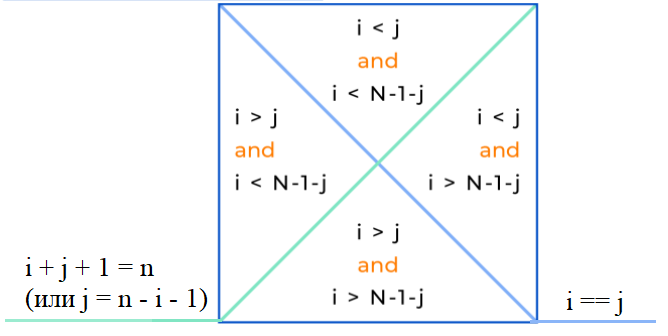 i < j
and
i < N-1-j
i > j
and
i < N-1-j
i < j
and
i > N-1-j
i > j
and
i > N-1-j
i + j + 1 = n
(или j = n - i - 1)
i == j